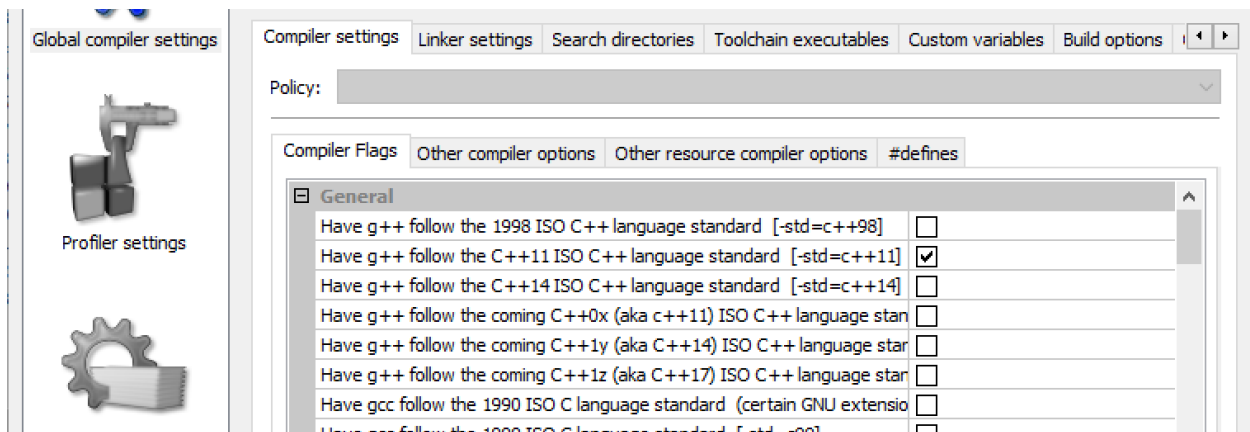 Global compiler settings
Profiler settings
Compiler settings Linker settings Search directories Toolchain executables Custom variables Build options
Policy:
Compiler Flags Other compiler options Other resource compiler options #defines
General
Have g++ follow the 1998 ISO C++ language standard [-std=c++98]
Have g++ follow the C++11 ISO C++ language standard [-std=c++11]
Have g++ follow the C++14 ISO C++ language standard [-std=c++14]
Have g++ follow the coming C++0x (aka c++11) ISO C++ language stan
Have g++ follow the coming C++1y (aka C++14) ISO C++ language star
Have g++ follow the coming C++1z (aka C++17) ISO C++ language stan
Have gcc follow the 1990 ISO C language standard (certain GNU extensio